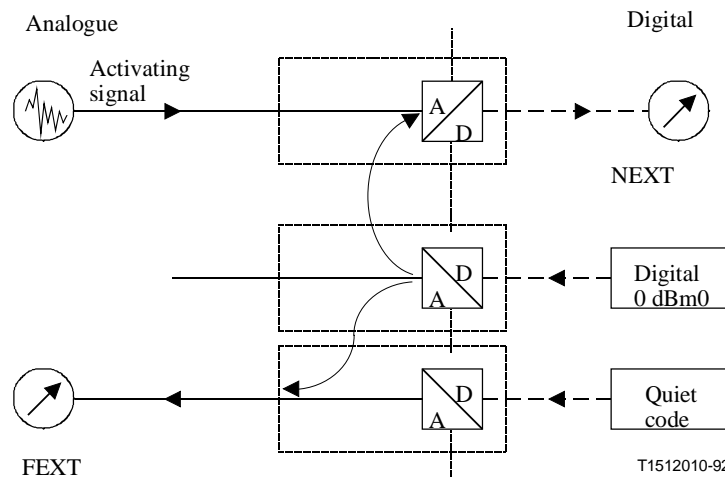 Analogue
Digital
Activating
signal
A
D
NEXT
D
A
Digital
0 dBm0
D
A
Quiet
code
FEXT
T1512010-92